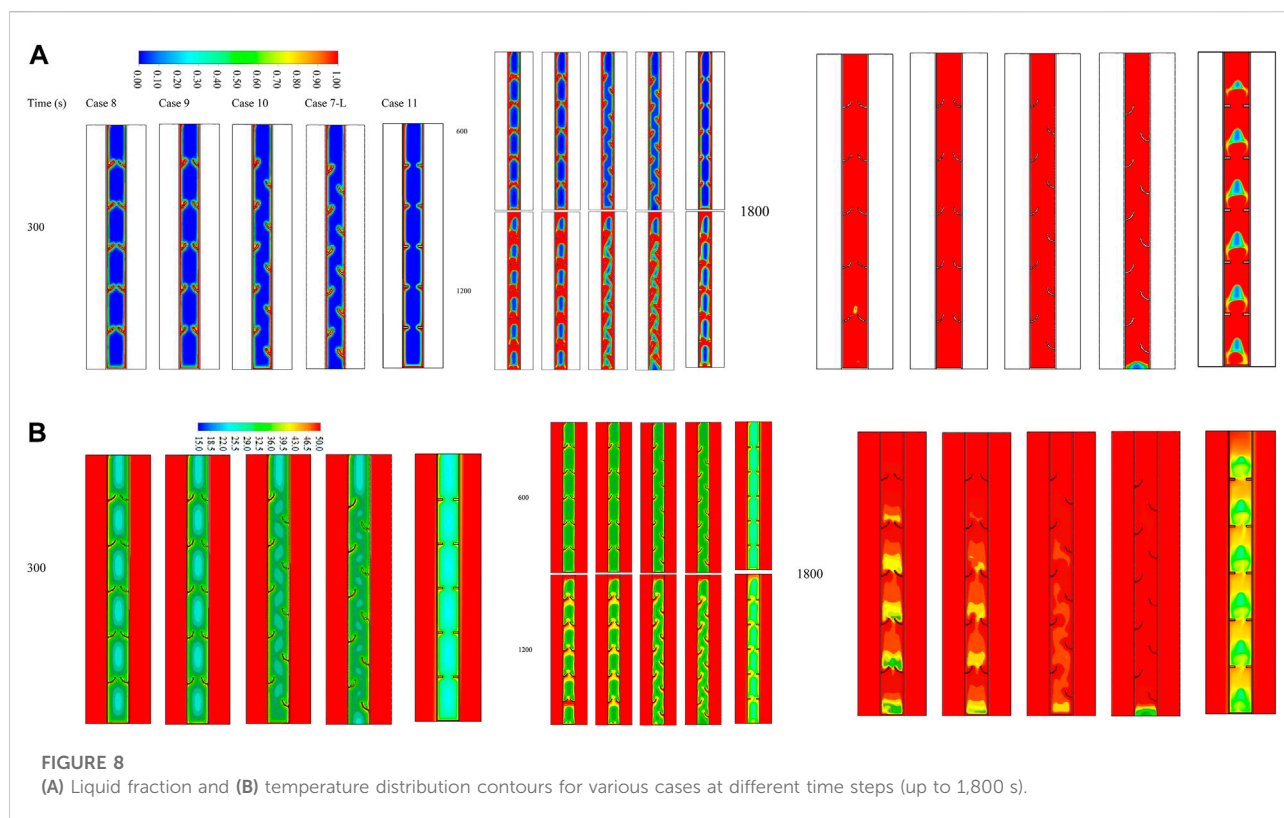 A
0.00 0.10 0.20 0.30 0.40 0.50 0.60 0.70 0.80 0.90 1.00
Time (s) Case 8 Case 9 Case 10 Case 7-L Case 11
300
600
1200
1800
B
15.0 18.5 22.0 25.5 29.0 32.5 36.0 39.5 43.0 46.5 50.0
300
600
1200
1800
FIGURE 8
(A) Liquid fraction and (B) temperature distribution contours for various cases at different time steps (up to 1,800 s).